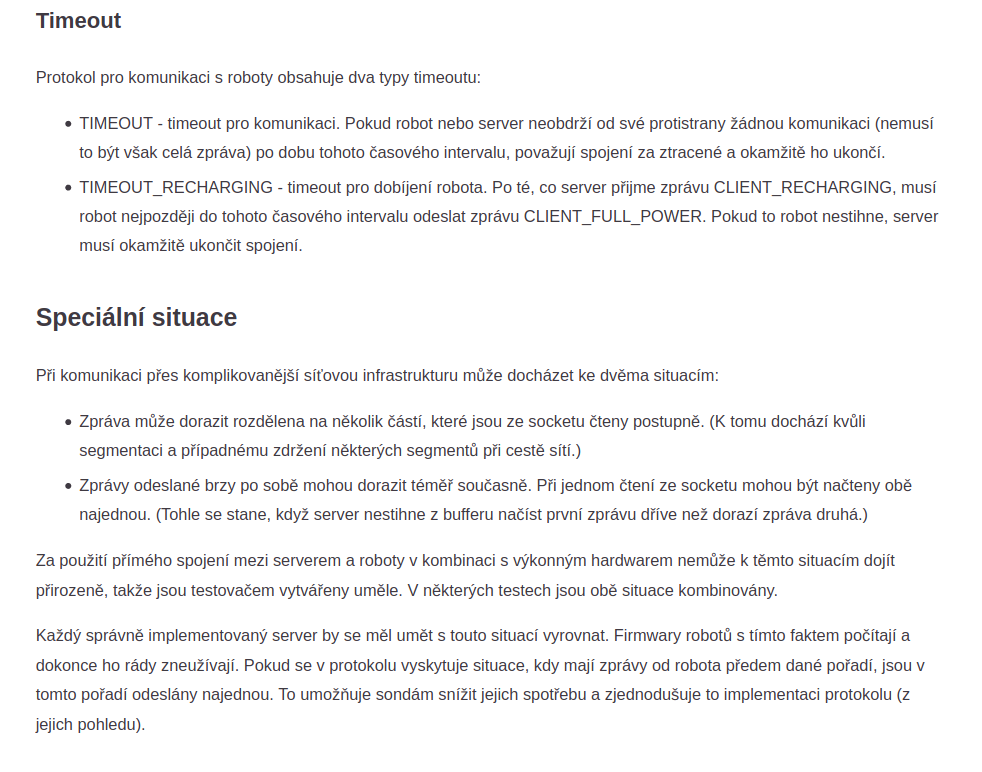 Timeout
Protokol pro komunikaci s roboty obsahuje dva typy timeoutu:
• TIMEOUT - timeout pro komunikaci. Pokud robot nebo server neobdrží od své protistrany žádnou komunikaci (nemusí
to být však celá zpráva) po dobu tohoto časového intervalu, považují spojení za ztracené a okamžitě ho ukončí.
• TIMEOUT_RECHARGING - timeout pro dobíjení robota. Po té, co server přijme zprávu CLIENT_RECHARGING, musí
robot nejpozději do tohoto časového intervalu odeslat zprávu CLIENT_FULL_POWER. Pokud to robot nestihne, server
musí okamžitě ukončit spojení.
Speciální situace
Při komunikaci přes komplikovanější síťovou infrastrukturu může docházet ke dvěma situacím:
• Zpráva může dorazit rozdělena na několik částí, které jsou ze socketu čteny postupně. (K tomu dochází kvůli
segmentaci a případnému zdržení některých segmentů při cestě sítí.)
• Zprávy odeslané brzy po sobě mohou dorazit téměř současně. Při jednom čtení ze socketu mohou být načteny obě
najednou. (Tohle se stane, když server nestihne z bufferu načíst první zprávu dříve než dorazí zpráva druhá.)
Za použití přímého spojení mezi serverem a roboty v kombinaci s výkonným hardwarem nemůže k těmto situacím dojít
přirozeně, takže jsou testovačem vytvářeny uměle. V některých testech jsou obě situace kombinovány.
Každý správně implementovaný server by se měl umět s touto situací vyrovnat. Firmwary robotů s tímto faktem počítají a
dokonce ho rády zneužívají. Pokud se v protokolu vyskytuje situace, kdy mají zprávy od robota předem dané pořadí, jsou v
tomto pořadí odeslány najednou. To umožňuje sondám snížit jejich spotřebu a zjednodušuje to implementaci protokolu (z
jejich pohledu).